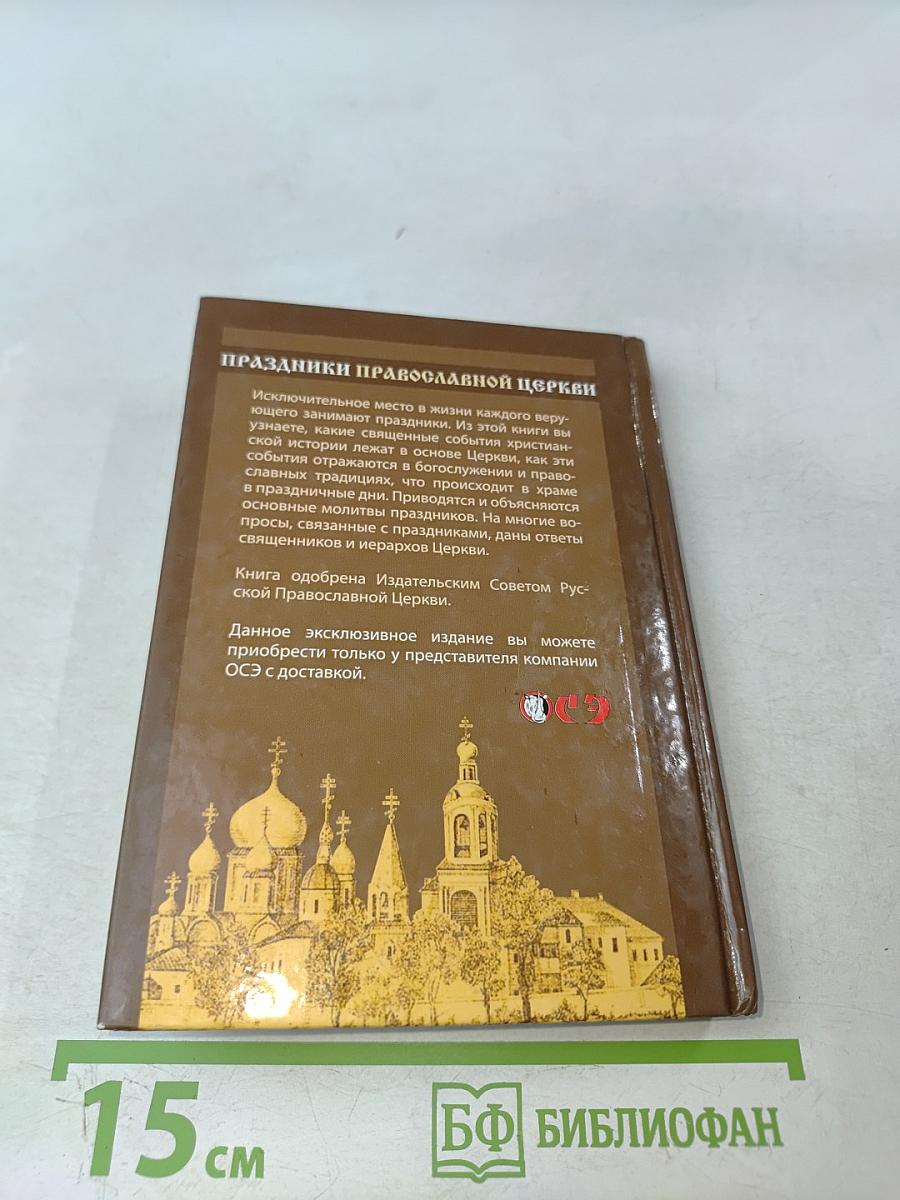 ПРАЗДНИКИ ПРАВОСЛАВНОЙ ЦЕРКВИ
Исключительное место в жизни каждого веру-
ющего занимают праздники. Из этой книги вы
узнаете, какие священные события христиан-
ской истории лежат в основе Церкви, как эти
события отражаются в богослужении и право-
славных традициях, что происходит в храме
в праздничные дни. Приводятся и объясняются
основные молитвы праздников. На многие во-
просы, связанные с праздниками, даны ответы
священников и иерархов Церкви.
Книга одобрена Издательским Советом Рус-
ской Православной Церкви.
Данное эксклюзивное издание вы можете
приобрести только у представителя компании
ОСЭ с доставкой.
ОСЭ
15 см
БФ БИБЛИОФАН